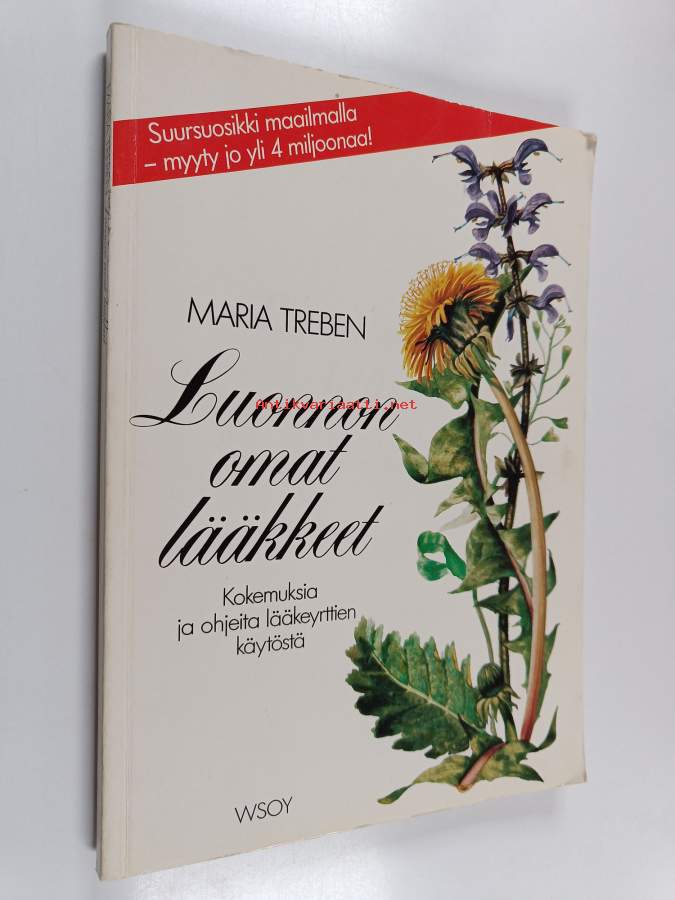 Suursuosikki maailmalla
– myyty jo yli 4 miljoonaa!
MARIA TREBEN
Luonnon
Antikvariaatti.net
omat
lääkkeet
Kokemuksia
ja ohjeita lääkeyrttien
käytöstä
WSOY